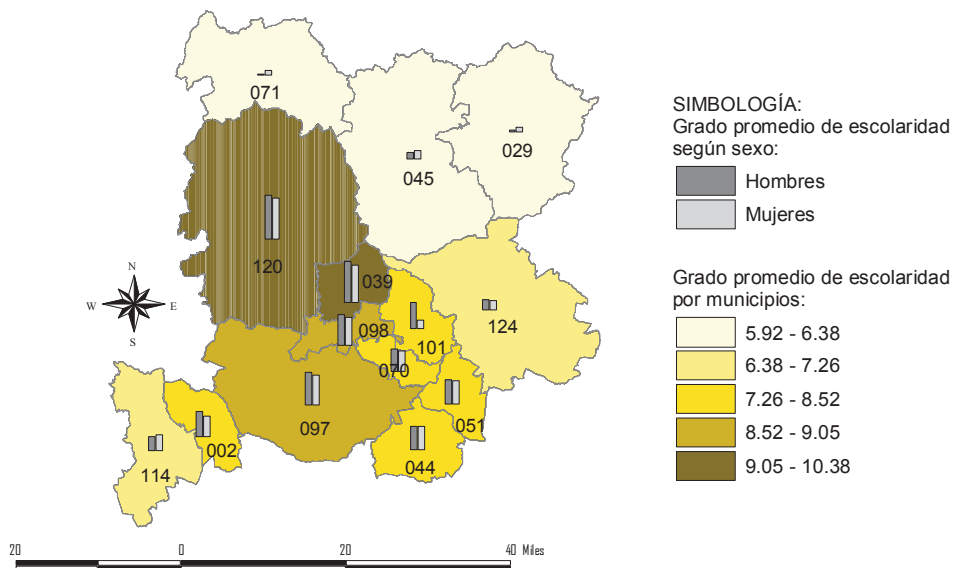 071
029
045
120
039
124
098
101
070
051
097
002
044
114
N
W E
S
SIMBOLOGÍA:
Grado promedio de escolaridad
según sexo:
Hombres
Mujeres
Grado promedio de escolaridad
por municipios:
5.92 - 6.38
6.38 - 7.26
7.26 - 8.52
8.52 - 9.05
9.05 - 10.38
20 0 20 40 Miles